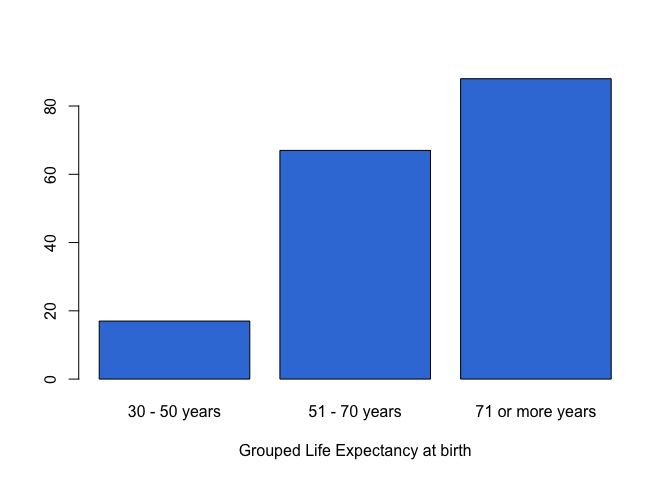 80
60
40
20
0
30 - 50 years
51 - 70 years
71 or more years
Grouped Life Expectancy at birth